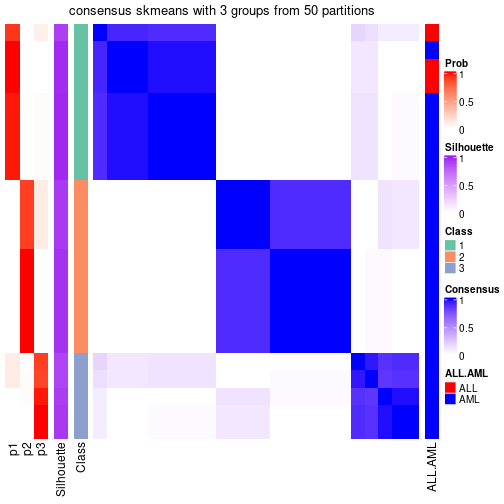 consensus skmeans with 3 groups from 50 partitions
Prob
1
0.5
0
Silhouette
1
0.5
0
Class
1
2
3
Consensus
1
0.5
0
ALL.AML
ALL
AML
p1
p2
p3
Silhouette
Class
ALL.AML